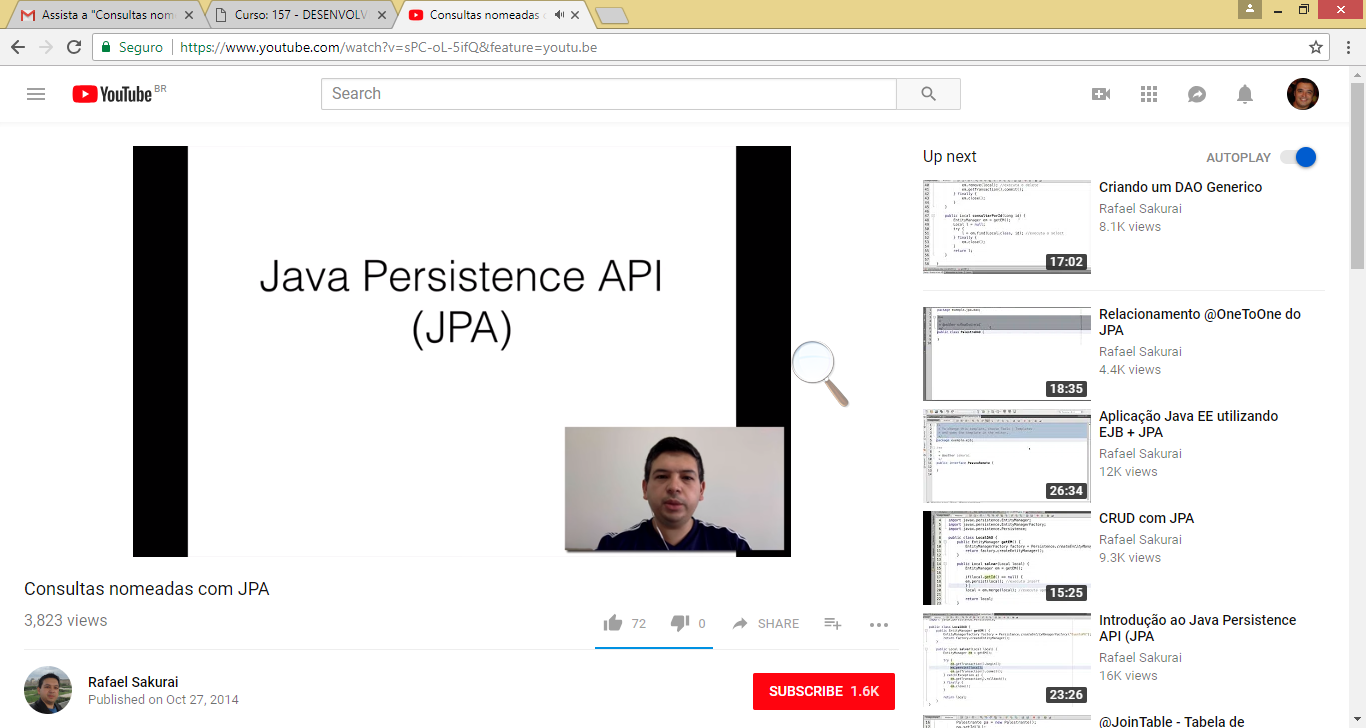 Assista a "Consultas nom
Curso: 157 - DESENVOLV
Consultas nomeadas
Seguro
https://www.youtube.com/watch?v=sPC-oL-5ifQ&feature=youtu.be
YouTube BR
Search
Java Persistence API
(JPA)
Consultas nomeadas com JPA
3,823 views
72
0
SHARE
Rafael Sakurai
Published on Oct 27, 2014
SUBSCRIBE 1.6K
Up next
AUTOPLAY
17:02
Criando um DAO Generico
Rafael Sakurai
8.1K views
18:35
Relacionamento @OneToOne do
JPA
Rafael Sakurai
4.4K views
26:34
Aplicação Java EE utilizando
EJB + JPA
Rafael Sakurai
12K views
15:25
CRUD com JPA
Rafael Sakurai
9.3K views
23:26
Introdução ao Java Persistence
API (JPA
Rafael Sakurai
16K views
@JoinTable - Tabela de